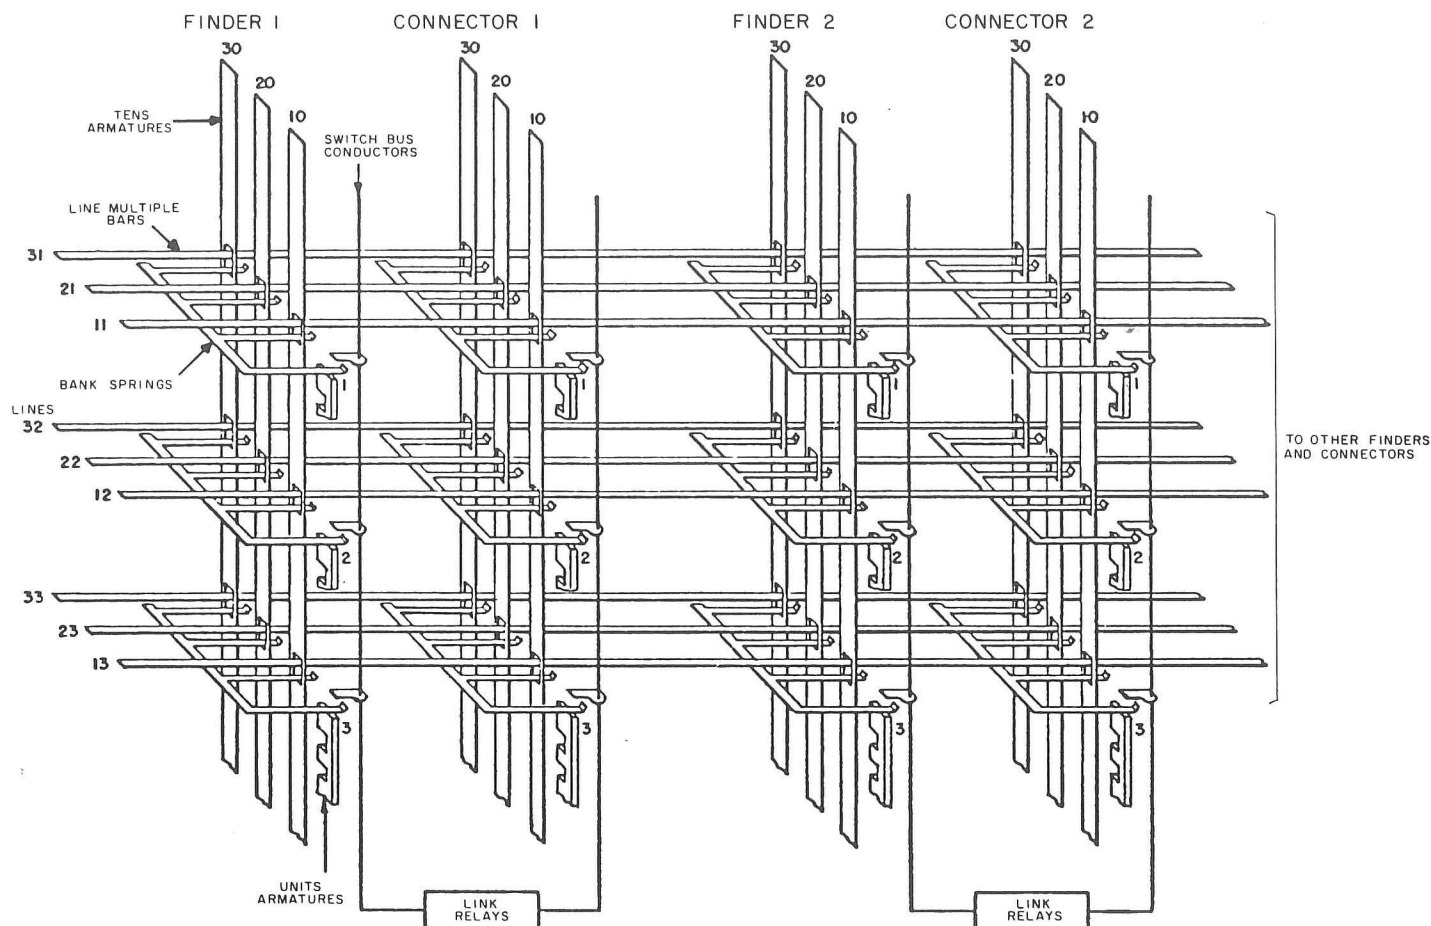 FINDER 1
CONNECTOR 1
FINDER 2
CONNECTOR 2
30
30
30
30
20
20
20
20
10
10
10
10
TENS
ARMATURES
SWITCH BUS
CONDUCTORS
LINE MULTIPLE
BARS
31
21
11
BANK SPRINGS
1
1
1
1
LINES
32
22
12
TO OTHER FINDERS
AND CONNECTORS
2
2
2
2
33
23
13
3
3
3
3
UNITS
ARMATURES
LINK
RELAYS
LINK
RELAYS